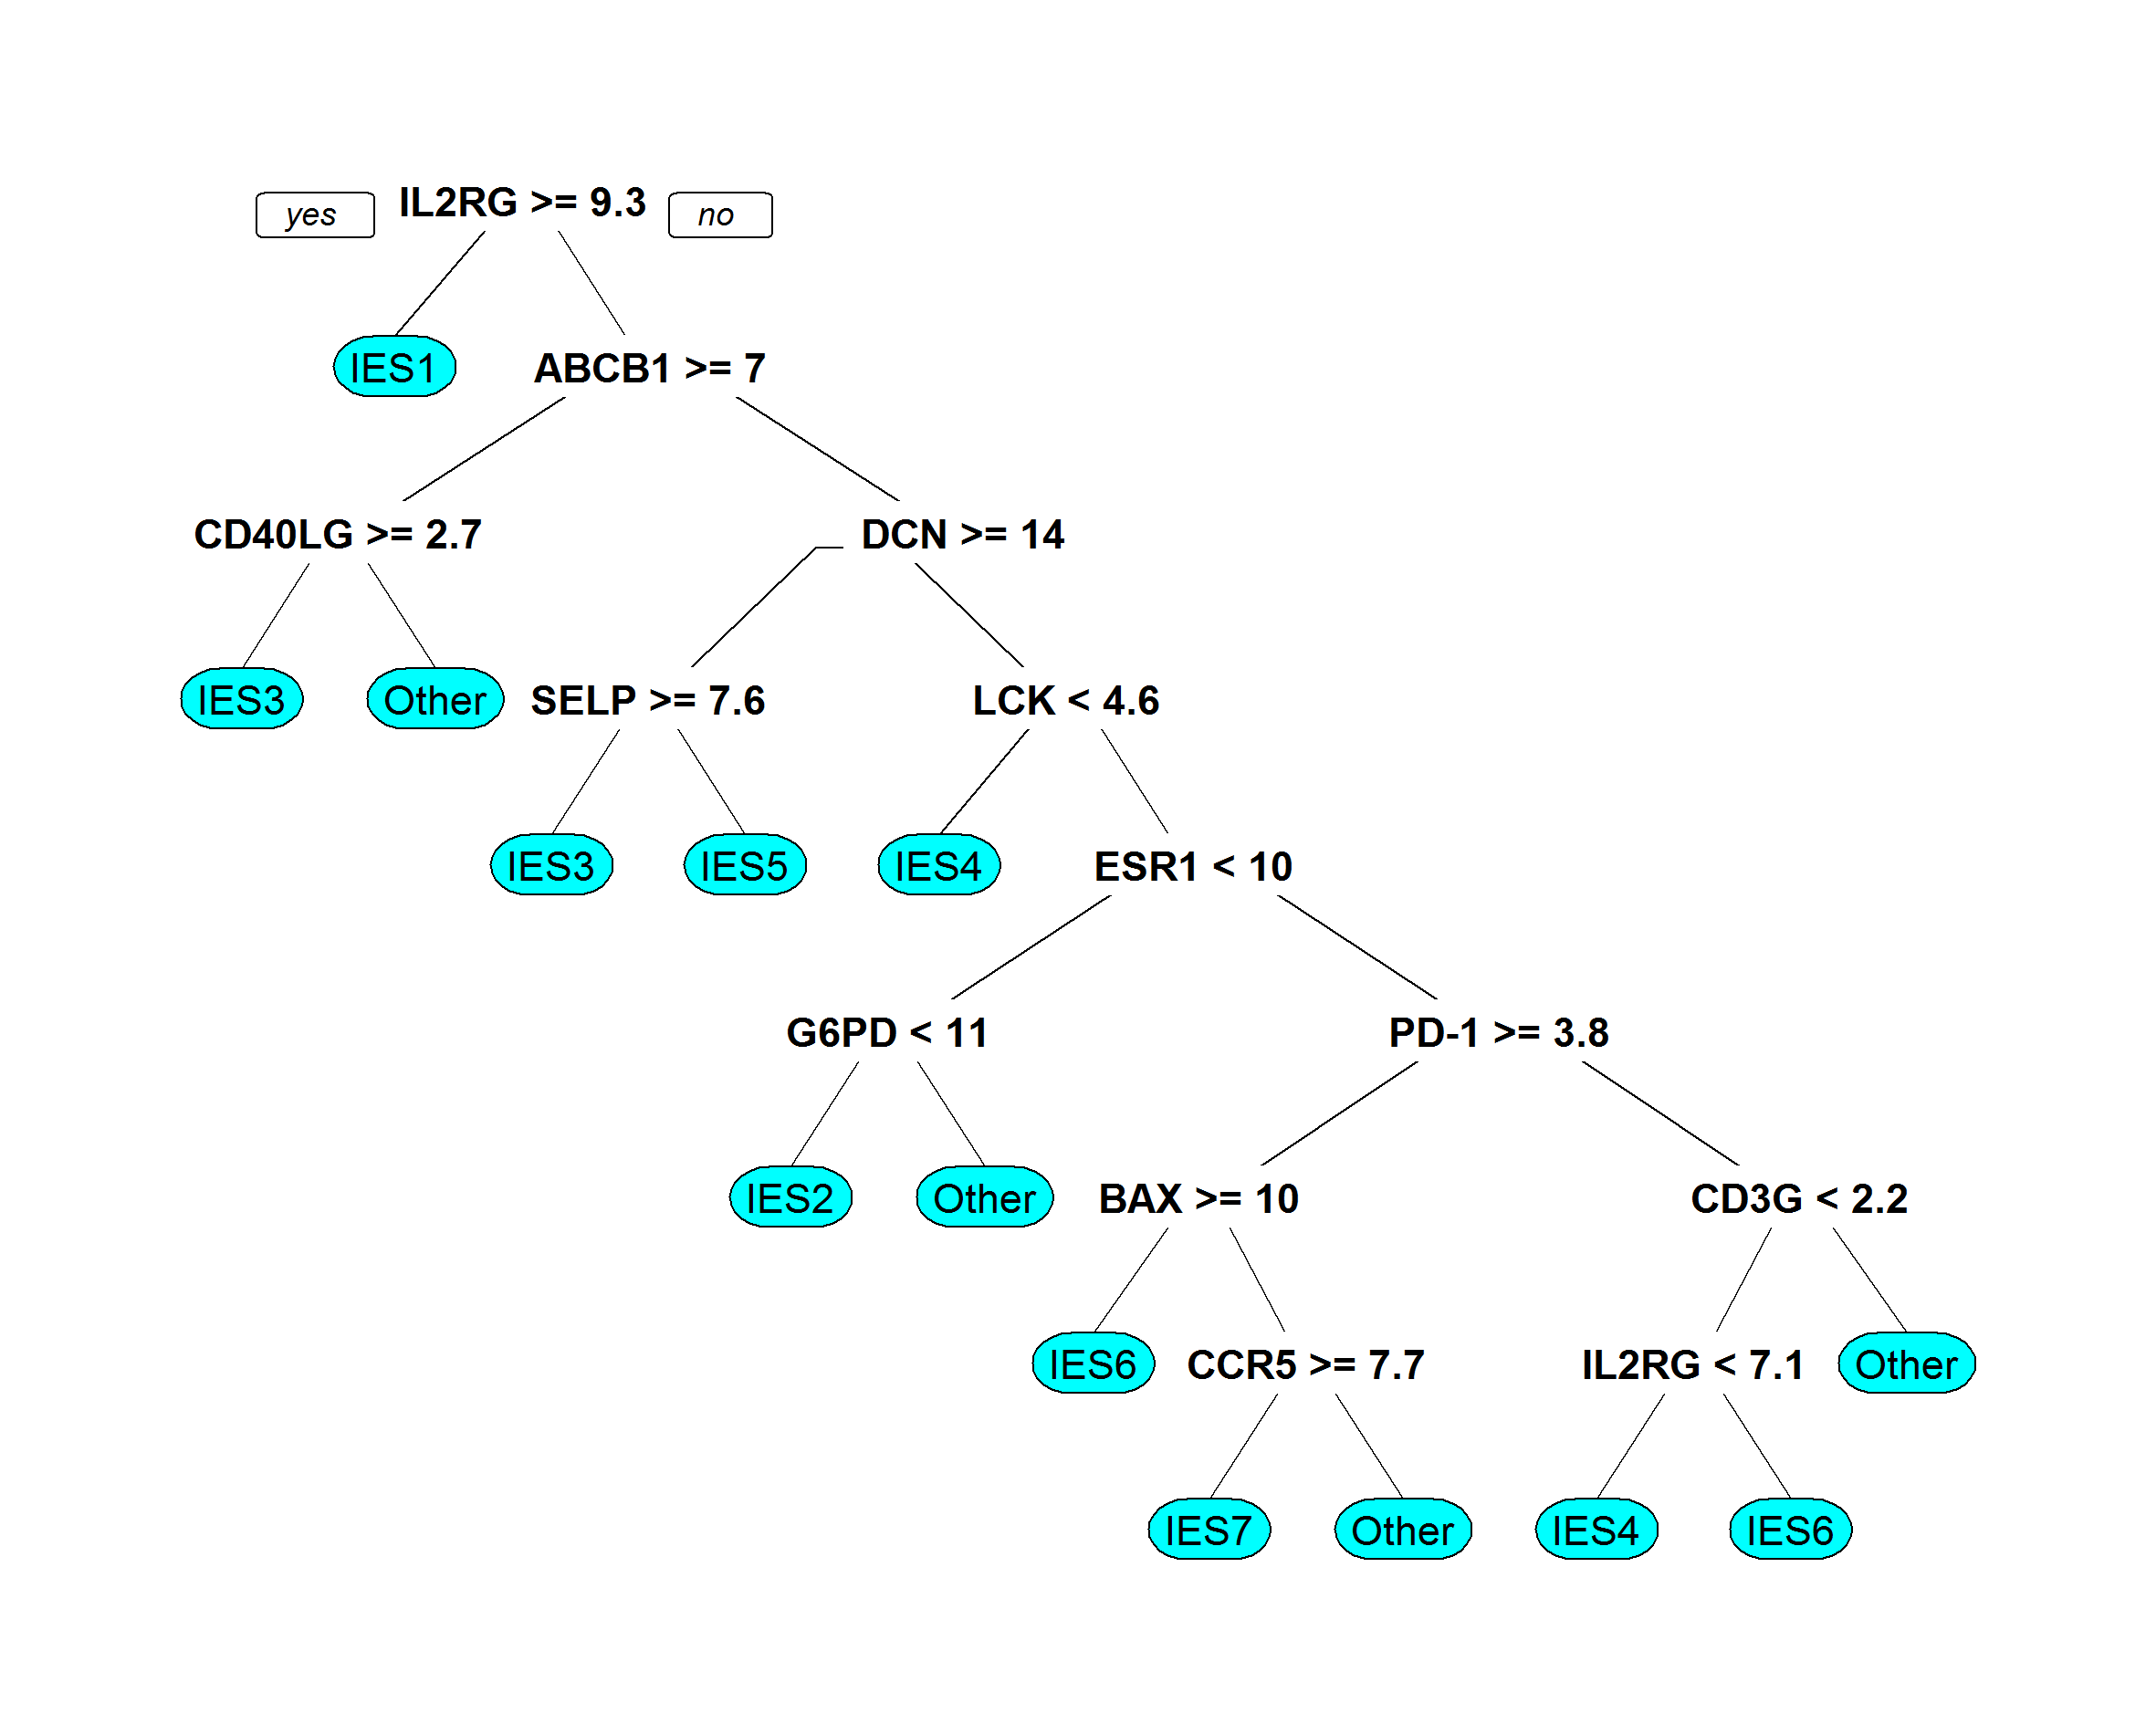 yes IL2RG >= 9.3 no
IES1 ABCB1 >= 7
CD40LG >= 2.7 DCN >= 14
IES3 Other SELP >= 7.6 LCK < 4.6
IES3 IES5 IES4 ESR1 < 10
G6PD < 11 PD-1 >= 3.8
IES2 Other BAX >= 10 CD3G < 2.2
IES6 CCR5 >= 7.7 IL2RG < 7.1 Other
IES7 Other IES4 IES6